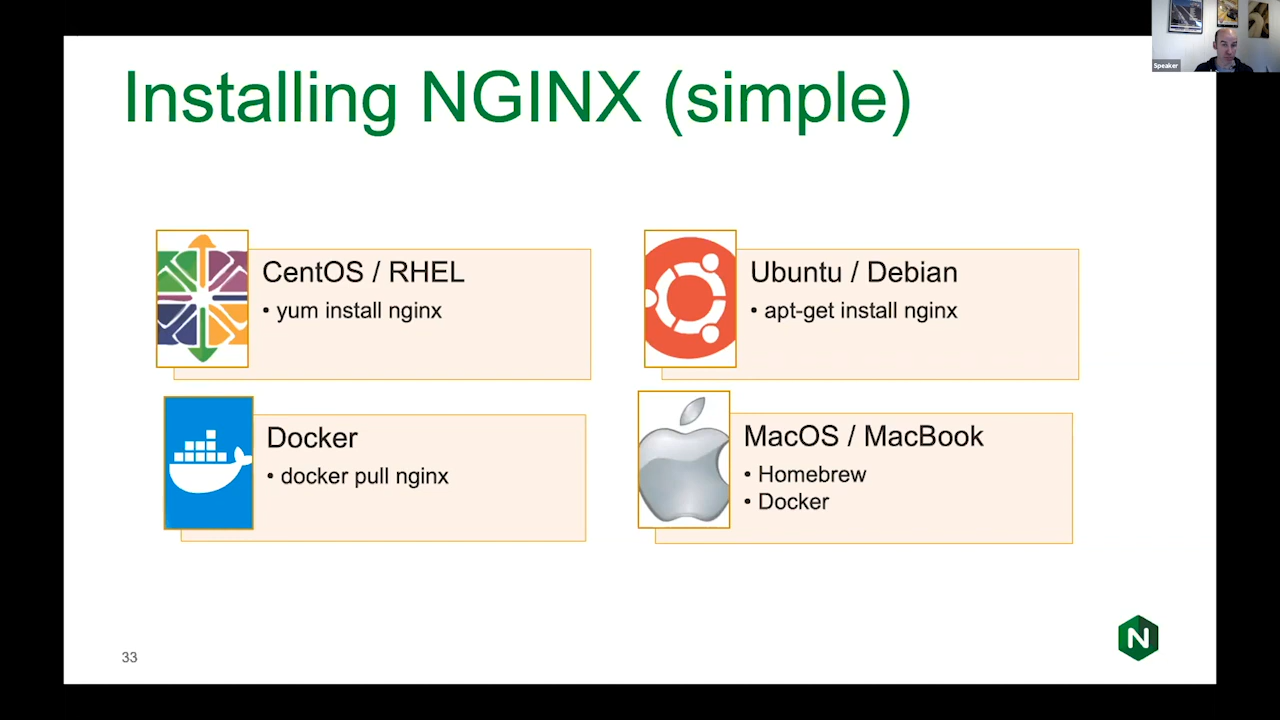 Installing NGINX (simple)
Speaker
CentOS / RHEL
• yum install nginx
Ubuntu / Debian
• apt-get install nginx
Docker
• docker pull nginx
MacOS / MacBook
• Homebrew
• Docker
N
33